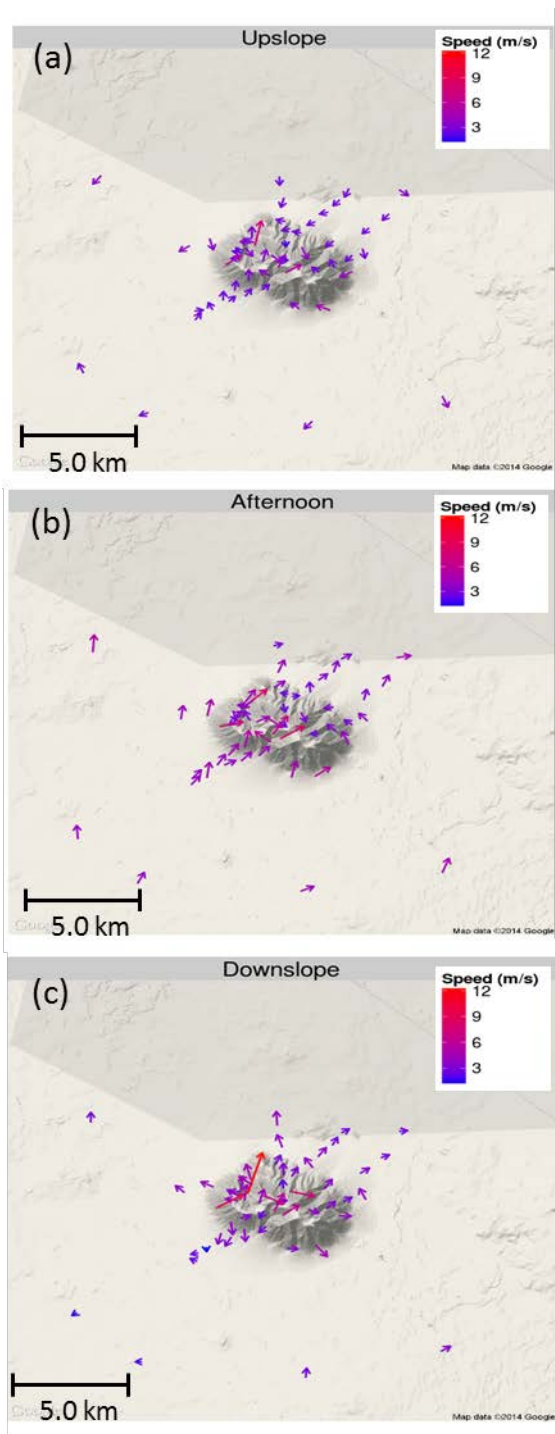 Upslope
(a)
Speed (m/s)
12
9
6
3
5.0 km
Map data ©2014 Google
Afternoon
(b)
Speed (m/s)
12
9
6
3
5.0 km
Map data ©2014 Google
Downslope
(c)
Speed (m/s)
12
9
6
3
5.0 km
Map data ©2014 Google